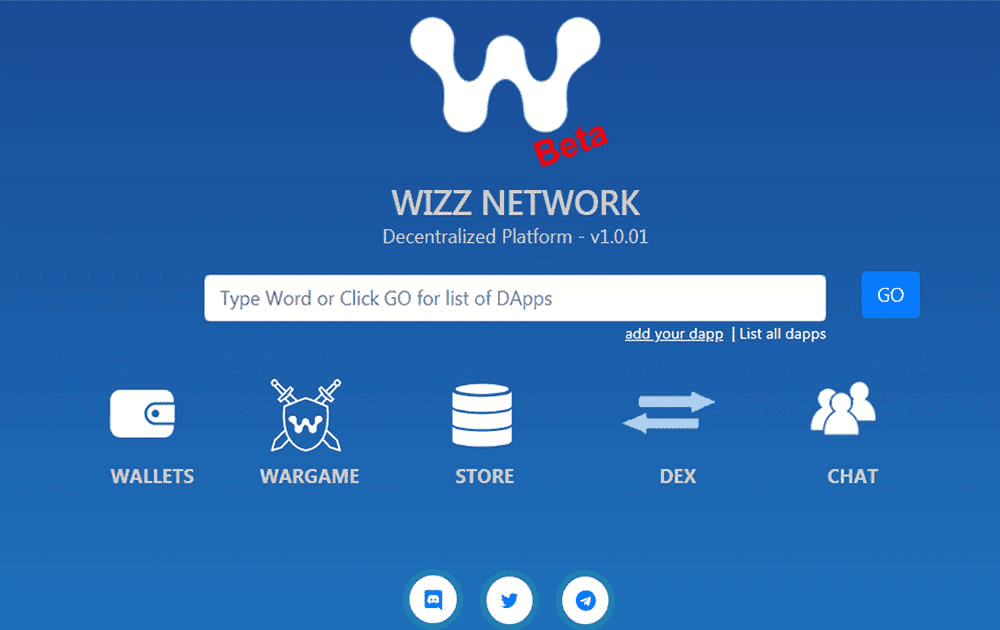 Beta
WIZZ NETWORK
Decentralized Platform - v1.0.01
Type Word or Click GO for list of DApps
GO
add your dapp | List all dapps
WALLETS
WARGAME
STORE
DEX
CHAT